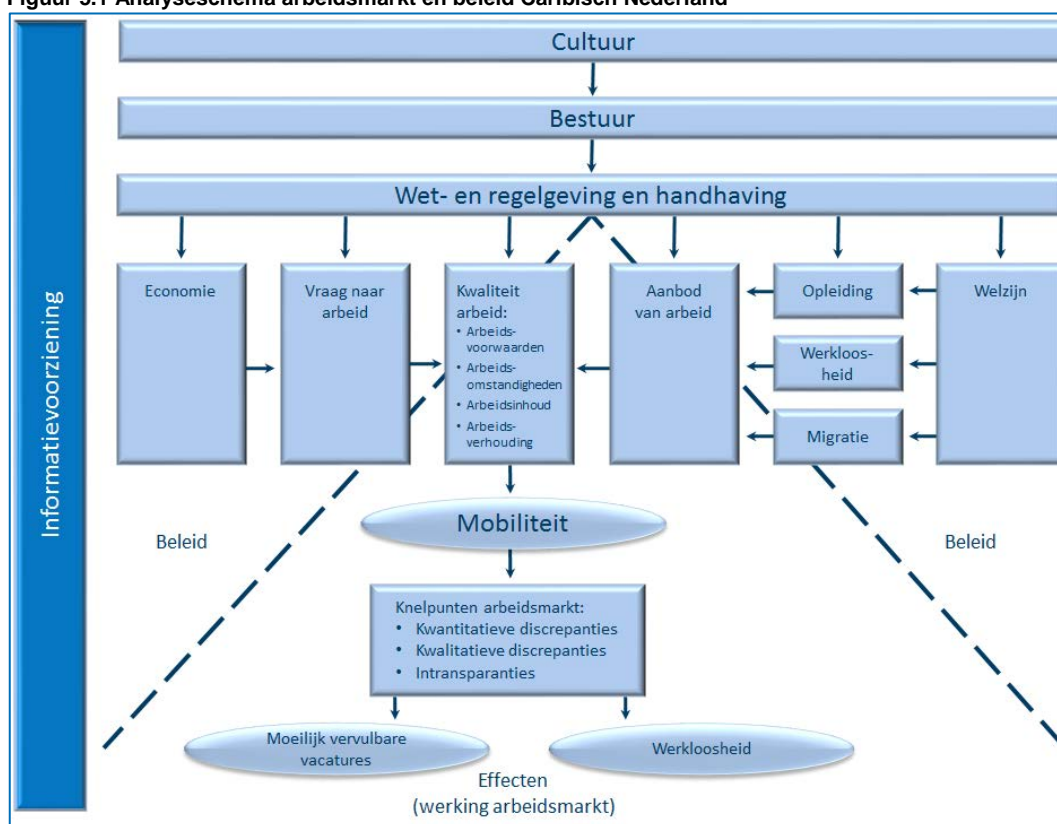 Figuur 3.1 Analyseschema arbeidsmarkt en beleid Caribisch Nederland
Informatievoorziening
Cultuur
Bestuur
Wet- en regelgeving en handhaving
Economie
Vraag naar
arbeid
Kwaliteit
arbeid:
• Arbeids-
voorwaarden
• Arbeids-
omstandigheden
• Arbeidsinhoud
• Arbeids-
verhouding
Aanbod
van arbeid
Opleiding
Werkloos-
heid
Migratie
Welzijn
Mobiliteit
Beleid
Beleid
Knelpunten arbeidsmarkt:
• Kwantitatieve discrepanties
• Kwalitatieve discrepanties
• Intransparanties
Moeilijk vervulbare
vacatures
Werkloosheid
Effecten
(werking arbeidsmarkt)